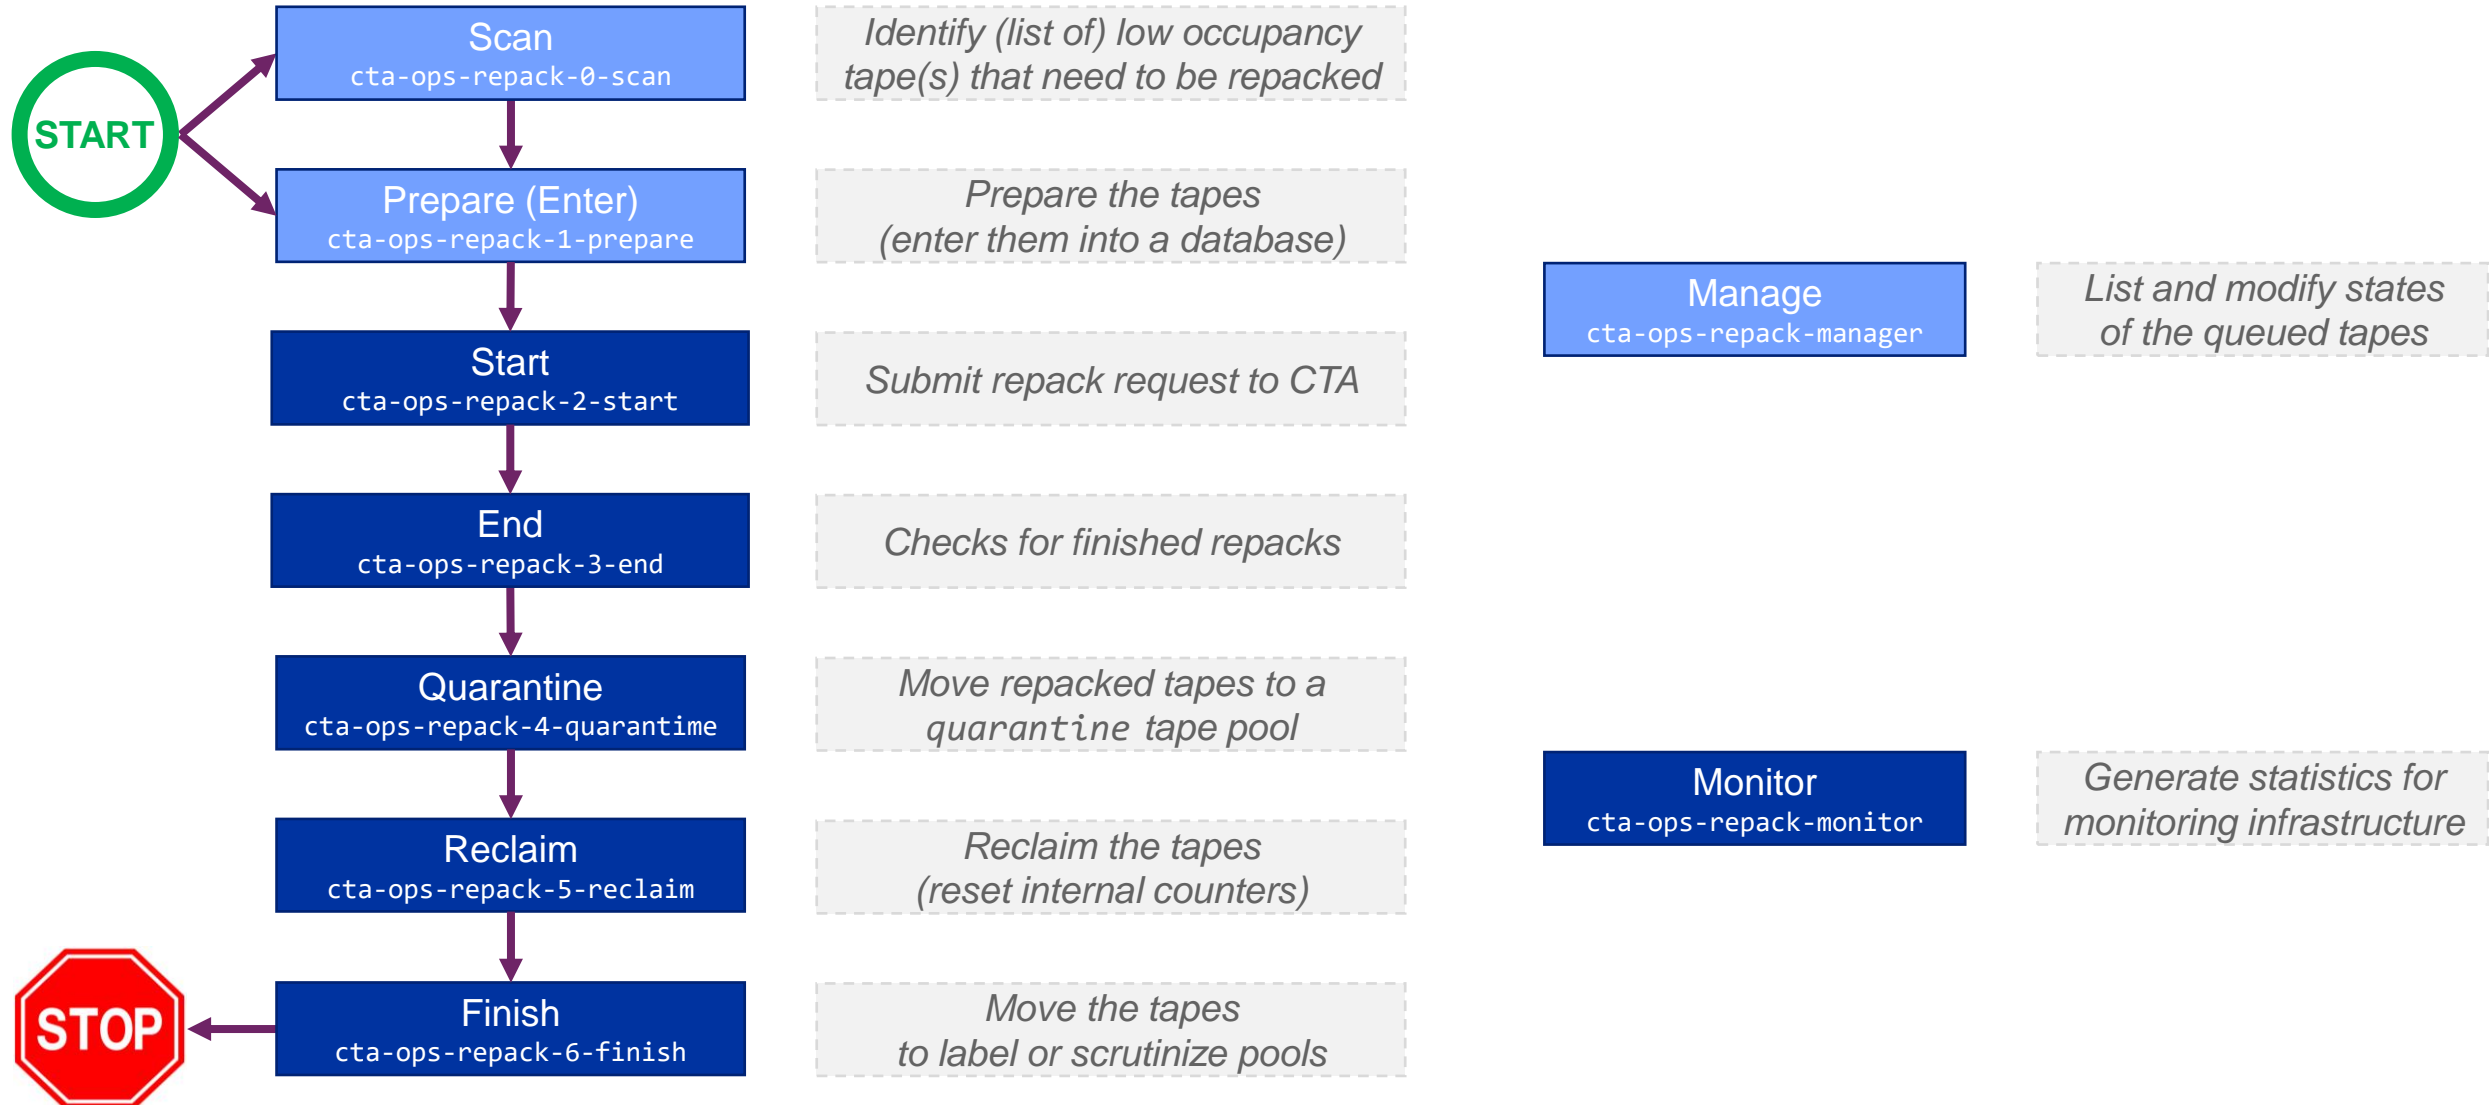 START
Scan
cta-ops-repack-0-scan
Identify (list of) low occupancy
tape(s) that need to be repacked
Prepare (Enter)
cta-ops-repack-1-prepare
Prepare the tapes
(enter them into a database)
Start
cta-ops-repack-2-start
Submit repack request to CTA
End
cta-ops-repack-3-end
Checks for finished repacks
Quarantine
cta-ops-repack-4-quarantime
Move repacked tapes to a
quarantine tape pool
Reclaim
cta-ops-repack-5-reclaim
Reclaim the tapes
(reset internal counters)
Finish
cta-ops-repack-6-finish
Move the tapes
to label or scrutinize pools
STOP
Manage
cta-ops-repack-manager
List and modify states
of the queued tapes
Monitor
cta-ops-repack-monitor
Generate statistics for
monitoring infrastructure